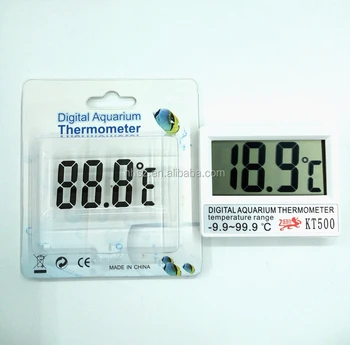 Digital Aquarium
Thermometer
88.8°C
MADE IN CHINA
18.9°C
DIGITAL AQUARIUM THERMOMETER
temperature range
-9.9~99.9 °C
KT500